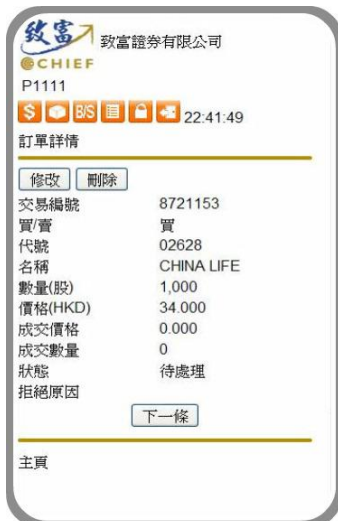 致富 致富證券有限公司
CHIEF
P1111
$ B/S 22:41:49
訂單詳情
修改 刪除
交易編號 8721153
買/賣 買
代號 02628
名稱 CHINA LIFE
數量(股) 1,000
價格(HKD) 34.000
成交價格 0.000
成交數量 0
狀態 待處理
拒絕原因
下一條
主頁